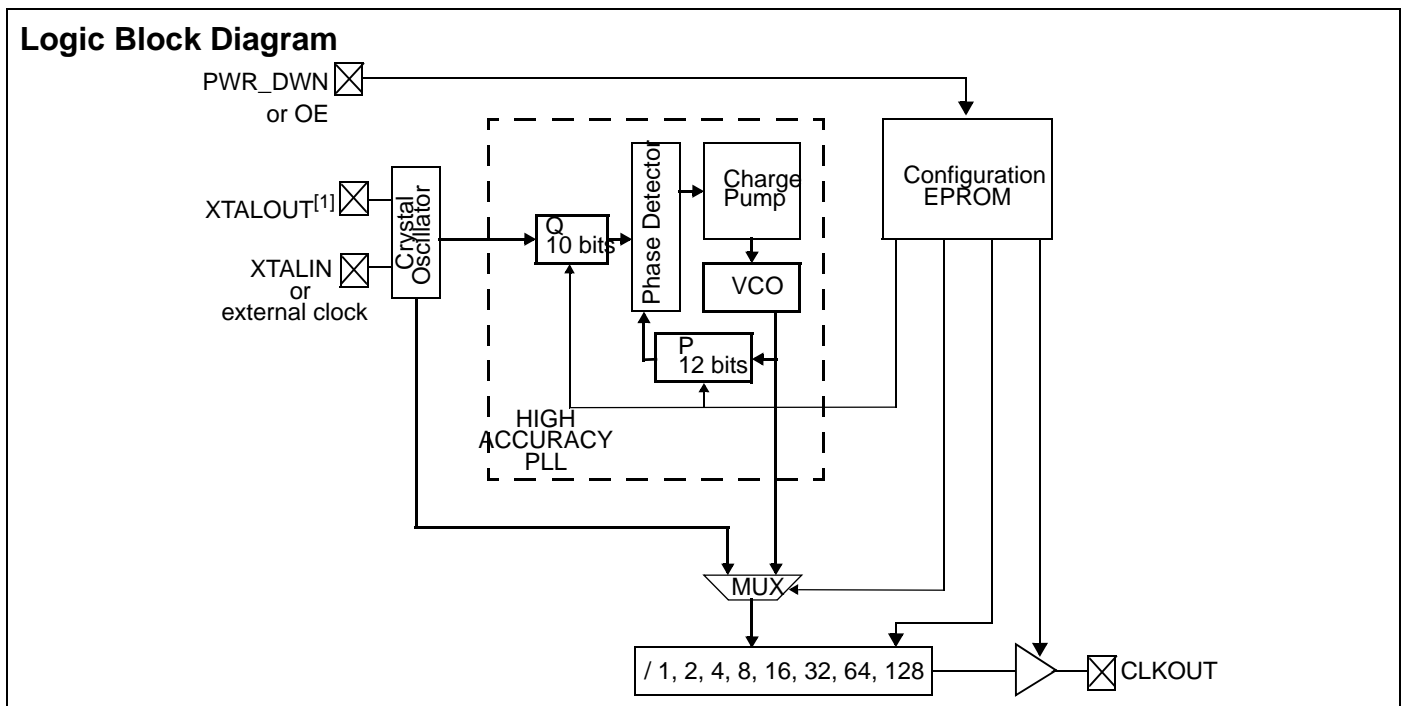 Logic Block Diagram
PWR_DWN
or OE
XTALOUT[1]
XTALIN
or
external clock
Crystal
Oscillator
Q
10 bits
Phase Detector
Charge
Pump
VCO
P
12 bits
HIGH
ACCURACY
PLL
Configuration
EPROM
MUX
/ 1, 2, 4, 8, 16, 32, 64, 128
CLKOUT